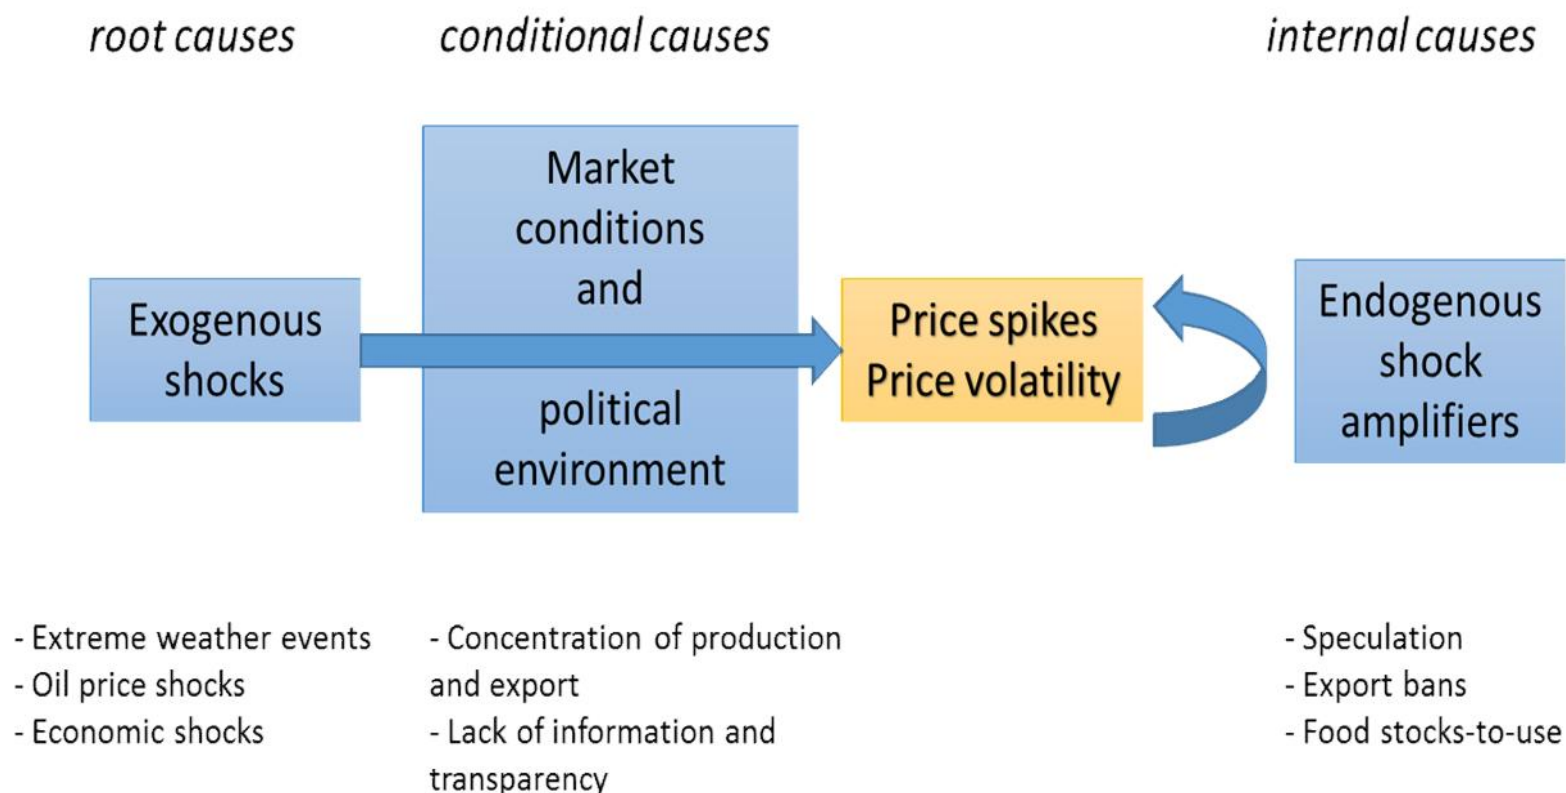 root causes
conditional causes
internal causes
Exogenous
shocks
Market
conditions
and
political
environment
Price spikes
Price volatility
Endogenous
shock
amplifiers
- Extreme weather events
- Oil price shocks
- Economic shocks
- Concentration of production
and export
- Lack of information and
transparency
- Speculation
- Export bans
- Food stocks-to-use